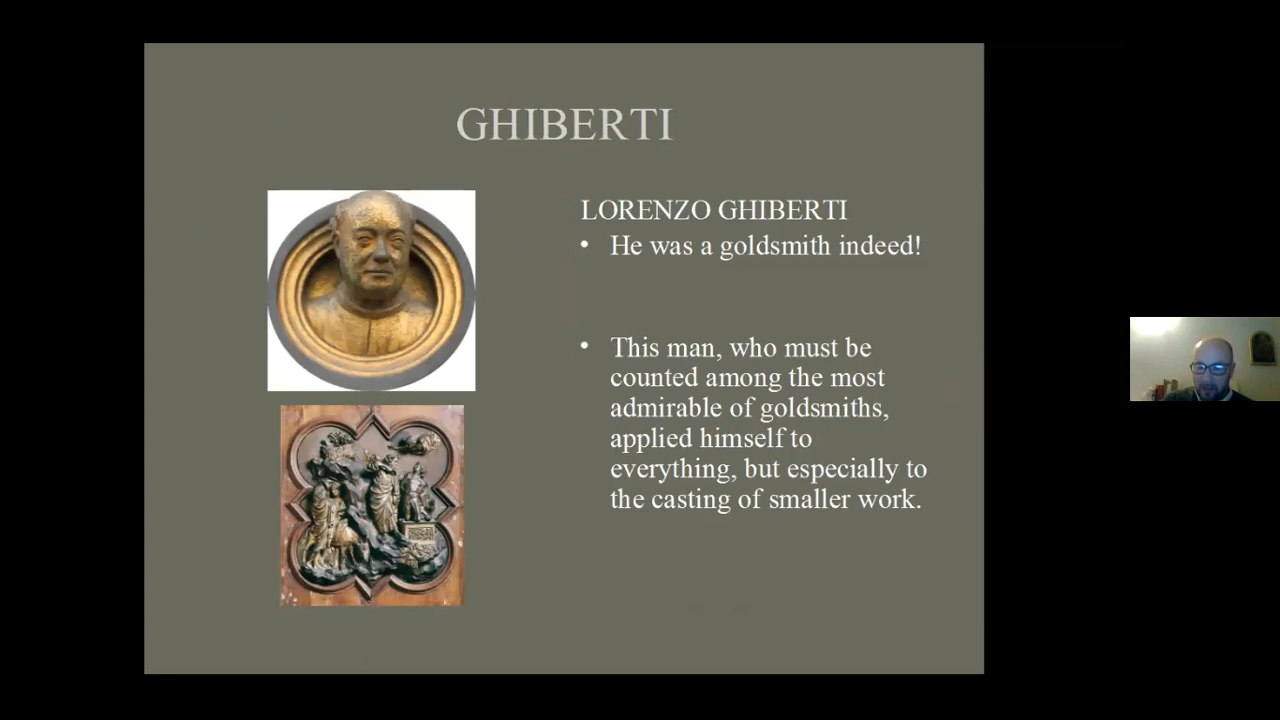 GHIBERTI
LORENZO GHIBERTI
• He was a goldsmith indeed!
• This man, who must be
counted among the most
admirable of goldsmiths,
applied himself to
everything, but especially to
the casting of smaller work.